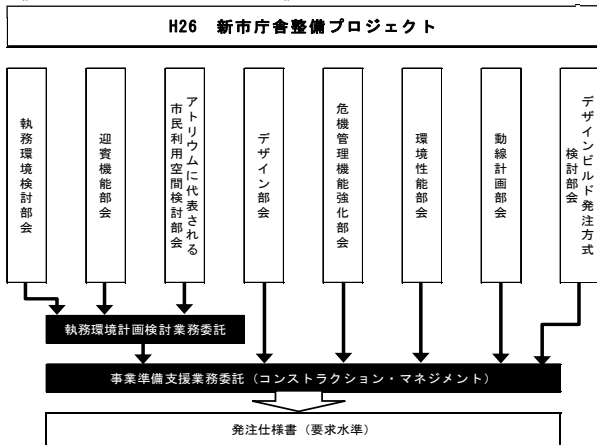 H26 新市庁舎整備プロジェクト
執務環境検討部会
迎賓機能部会
アトリウムに代表される
市民利用空間検討部会
デザイン部会
危機管理機能強化部会
環境性能部会
動線計画部会
デザインビルド発注方式
検討部会
執務環境計画検討業務委託
事業準備支援業務委託（コンストラクション・マネジメント）
発注仕様書（要求水準）